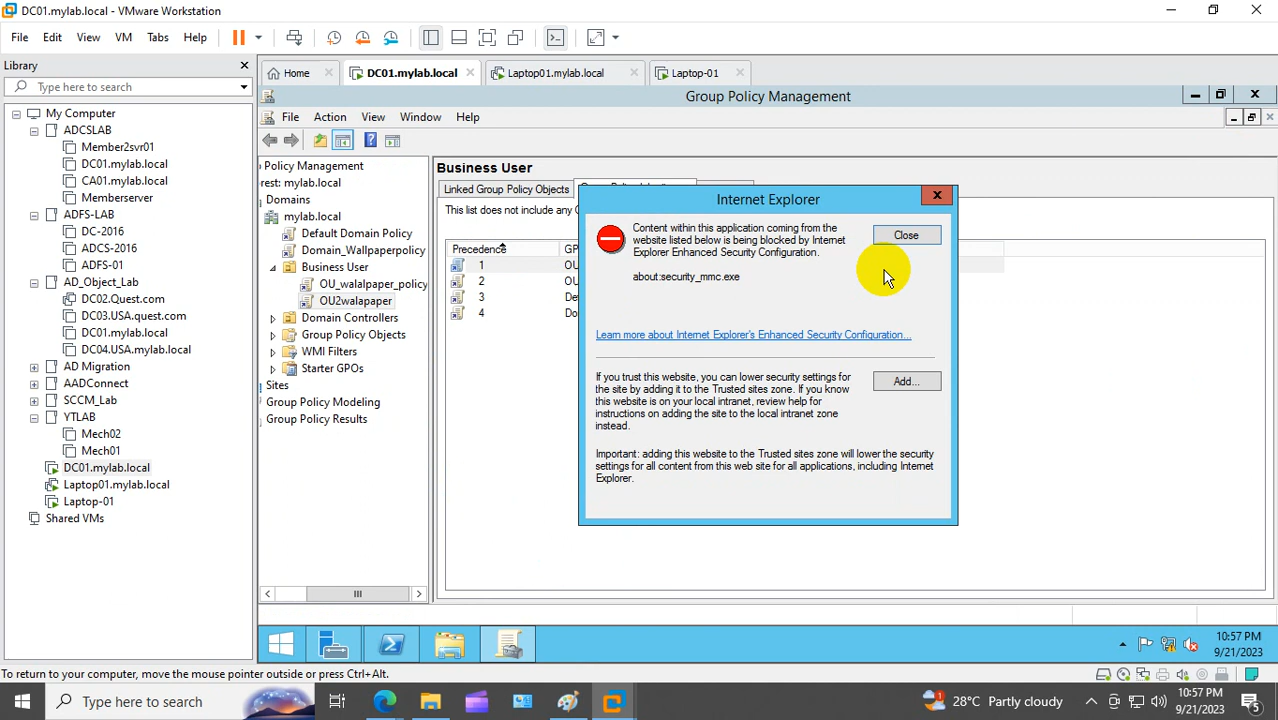 DC01.mylab.local - VMware Workstation
File Edit View VM Tabs Help
Library
Type here to search
My Computer
ADCSLAB
Member2svr01
DC01.mylab.local
CA01.mylab.local
Memberserver
ADFS-LAB
DC-2016
ADCS-2016
ADFS-01
AD_Object_Lab
DC02.Quest.com
DC03.USA.quest.com
DC01.mylab.local
DC04.USA.mylab.local
AD Migration
AADConnect
SCCM_Lab
YTLAB
Mech02
Mech01
DC01.mylab.local
Laptop01.mylab.local
Laptop-01
Shared VMs
Home DC01.mylab.local Laptop01.mylab.local Laptop-01
Group Policy Management
File Action View Window Help
Policy Management
rest: mylab.local
Domains
mylab.local
Default Domain Policy
Domain_Wallpaperpolicy
Business User
OU_walalpaper_policy
OU2walapaper
Domain Controllers
Group Policy Objects
WMI Filters
Starter GPOs
Sites
Group Policy Modeling
Group Policy Results
Business User
Linked Group Policy Objects
This list does not include any
Precedence GP
1 OU
2 OU
3 De
4 Do
Internet Explorer
Content within this application coming from the
website listed below is being blocked by Internet
Explorer Enhanced Security Configuration.
Close
about:security_mmc.exe
Learn more about Internet Explorer's Enhanced Security Configuration...
If you trust this website, you can lower security settings for
the site by adding it to the Trusted sites zone. If you know
this website is on your local intranet, review help for
instructions on adding the site to the local intranet zone
instead.
Add...
Important: adding this website to the Trusted sites zone will lower the security
settings for all content from this web site for all applications, including Internet
Explorer.
10:57 PM
9/21/2023
To return to your computer, move the mouse pointer outside or press Ctrl+Alt.
Type here to search
1
28°C Partly cloudy
10:57 PM
9/21/2023
5